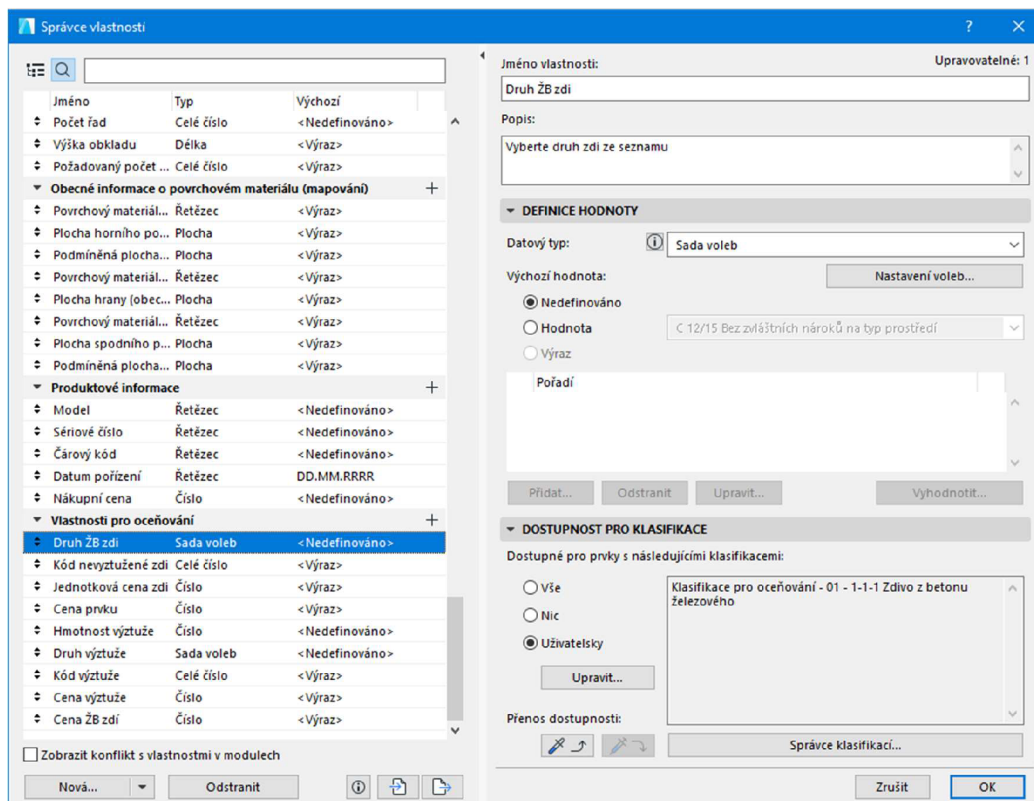 Správce vlastností
Jméno Typ Výchozí
Počet řad Celé číslo <Nedefinováno>
Výška obkladu Délka <Výraz>
Požadovaný počet ... Celé číslo <Výraz>
Obecné informace o povrchovém materiálu (mapování)
Povrchový materiál... Řetězec <Výraz>
Plocha horního po... Plocha <Výraz>
Podmíněná plocha... Plocha <Výraz>
Povrchový materiál... Řetězec <Výraz>
Plocha hrany (obec... Plocha <Výraz>
Povrchový materiál... Řetězec <Výraz>
Plocha spodního p... Plocha <Výraz>
Podmíněná plocha... Plocha <Výraz>
Produktové informace
Model Řetězec <Nedefinováno>
Sériové číslo Řetězec <Nedefinováno>
Čárový kód Řetězec <Nedefinováno>
Datum pořízení Řetězec DD.MM.RRRR
Nákupní cena Číslo <Nedefinováno>
Vlastnosti pro oceňování
Druh ŽB zdi Sada voleb <Nedefinováno>
Kód nevyztužené zdi Celé číslo <Výraz>
Jednotková cena zdi Číslo <Výraz>
Cena prvku Číslo <Výraz>
Hmotnost výztuže Číslo <Nedefinováno>
Druh výztuže Sada voleb <Nedefinováno>
Kód výztuže Celé číslo <Výraz>
Cena výztuže Číslo <Výraz>
Cena ŽB zdí Číslo <Výraz>
Zobrazit konflikt s vlastnostmi v modulech
Nová... Odstranit
Jméno vlastnosti: Upravovatelné: 1
Druh ŽB zdi
Popis:
Vyberte druh zdi ze seznamu
DEFINICE HODNOTY
Datový typ: Sada voleb
Výchozí hodnota: Nastavení voleb...
Nedefinováno
Hodnota C 12/15 Bez zvláštních nároků na typ prostředí
Výraz
Pořadí
Přidat... Odstranit Upravit... Vyhodnotit...
DOSTUPNOST PRO KLASIFIKACE
Dostupné pro prvky s následujícími klasifikacemi:
Vše
Nic
Uživatelsky
Upravit...
Klasifikace pro oceňování - 01 - 1-1-1 Zdivo z betonu
železového
Přenos dostupnosti:
Správce klasifikací...
Zrušit OK